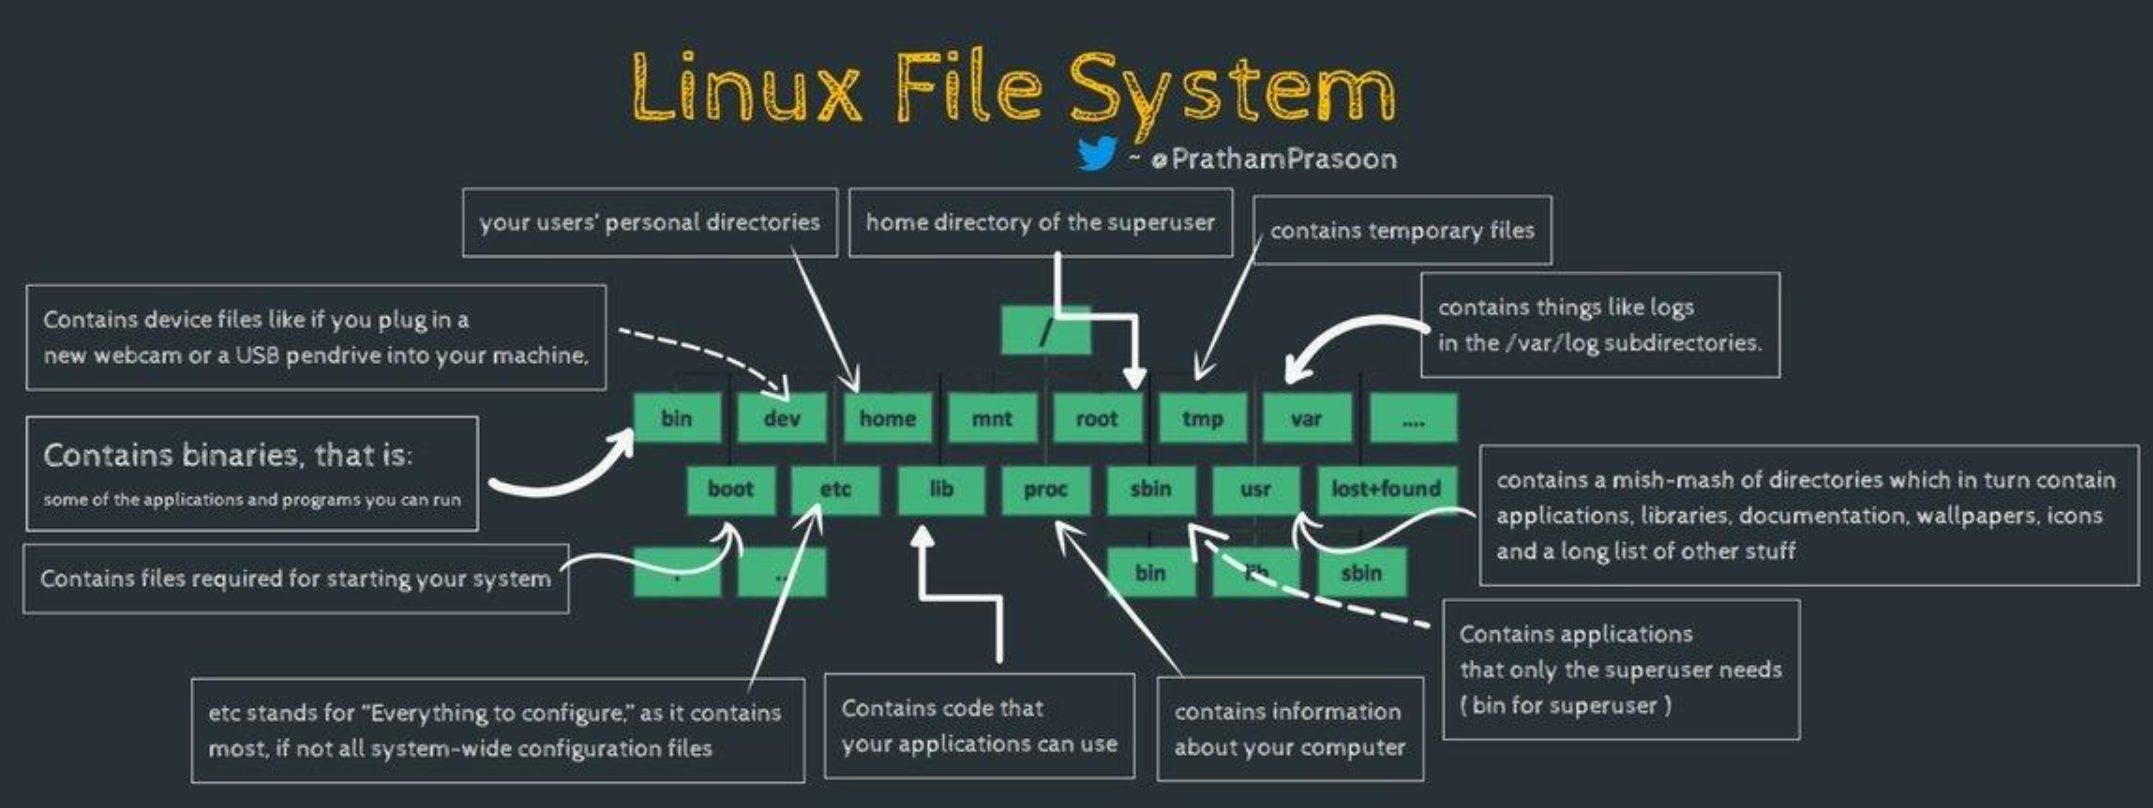 Linux File System
~ @PrathamPrasoon
your users' personal directories
home directory of the superuser
contains temporary files
Contains device files like if you plug in a
new webcam or a USB pendrive into your machine.
contains things like logs
in the /var/log subdirectories.
/
bin
dev
home
mnt
root
tmp
var
....
Contains binaries, that is:
some of the applications and programs you can run
boot
etc
lib
proc
sbin
usr
lost+found
contains a mish-mash of directories which in turn contain
applications, libraries, documentation, wallpapers, icons
and a long list of other stuff
Contains files required for starting your system
.
..
bin
lib
sbin
Contains applications
that only the superuser needs
( bin for superuser )
etc stands for "Everything to configure," as it contains
most, if not all system-wide configuration files
Contains code that
your applications can use
contains information
about your computer